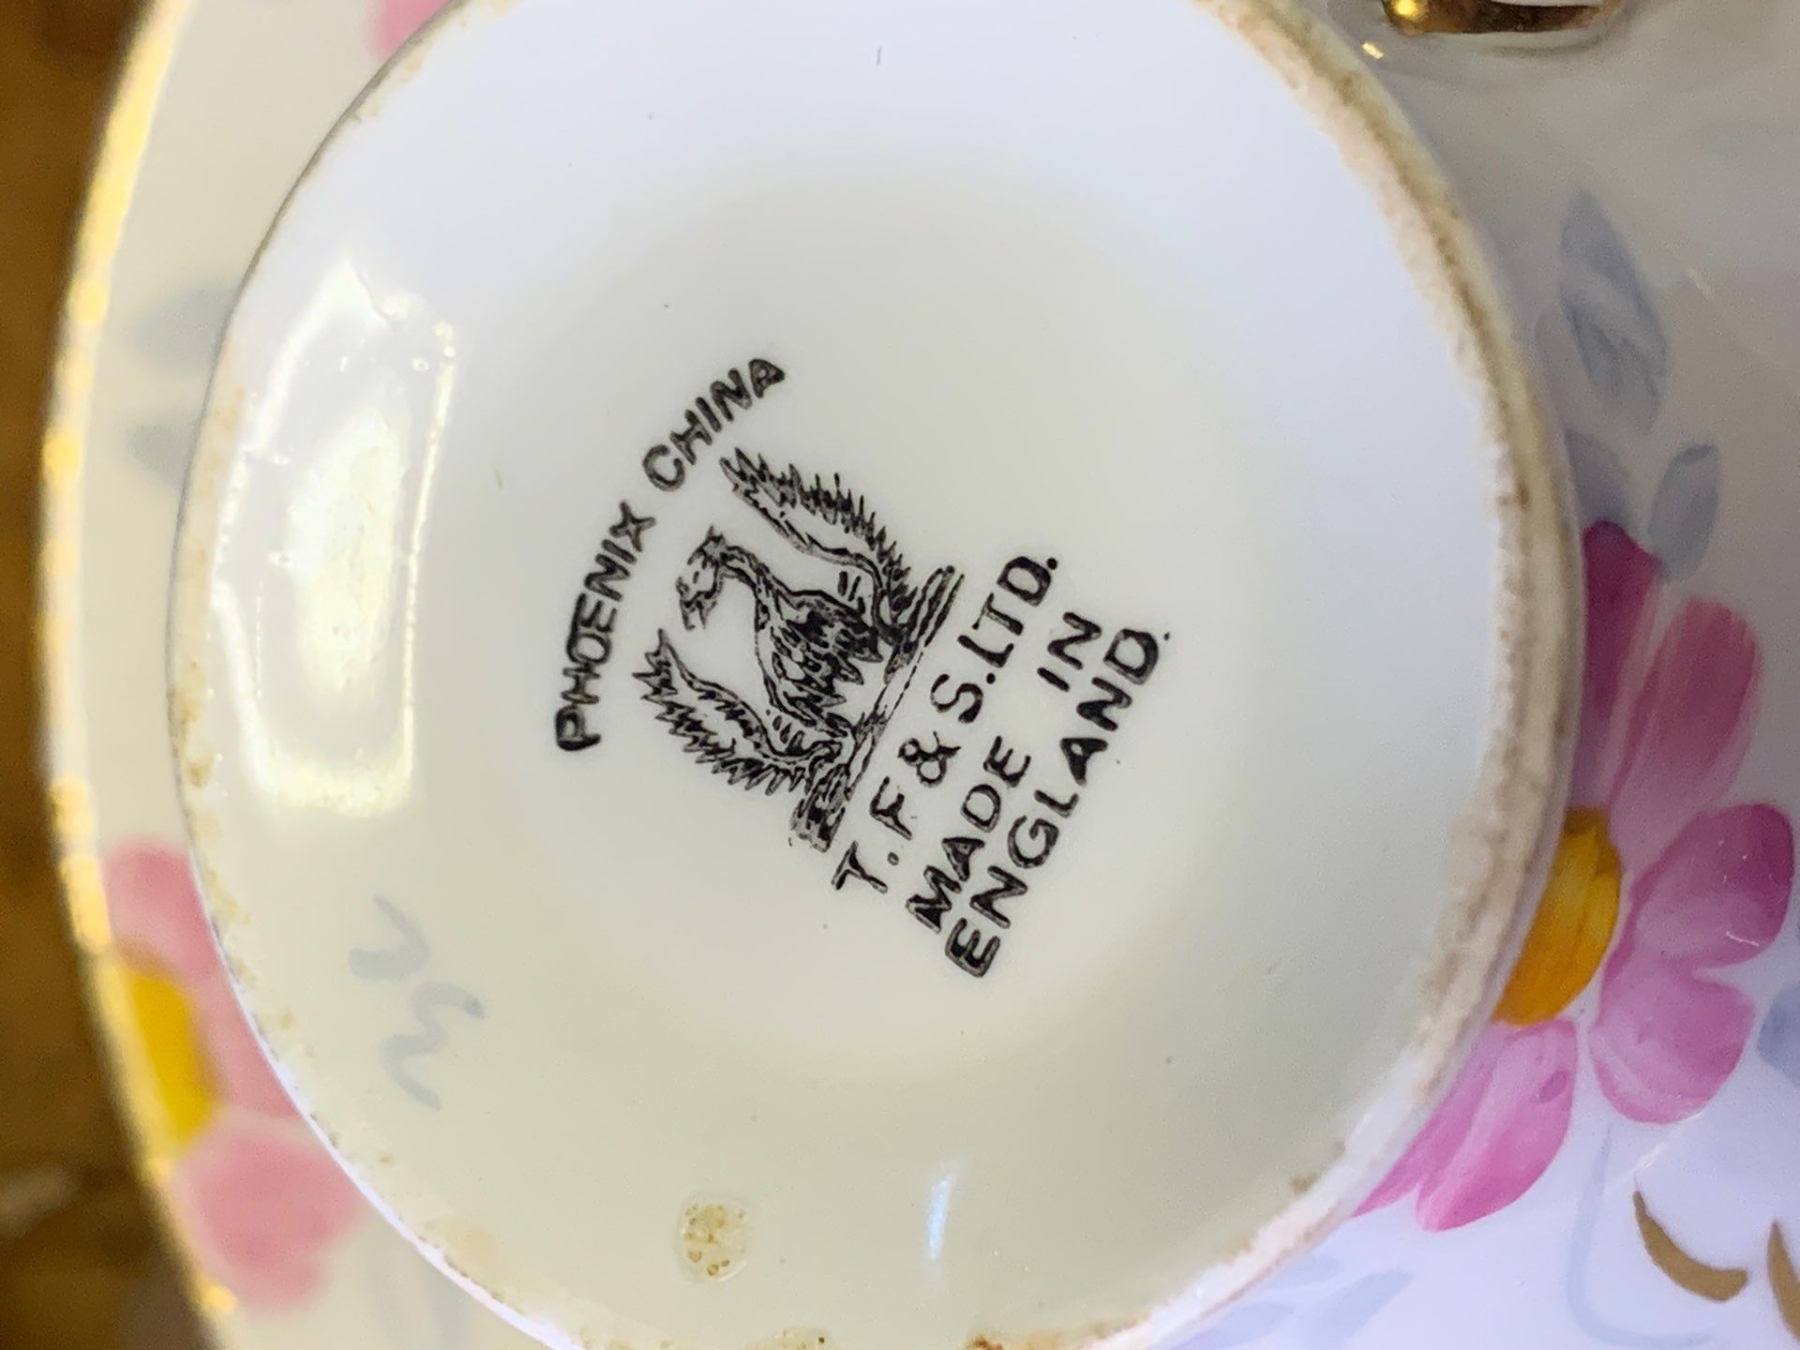 PHOENIX CHINA
T.F & S.LTD.
MADE IN
ENGLAND.